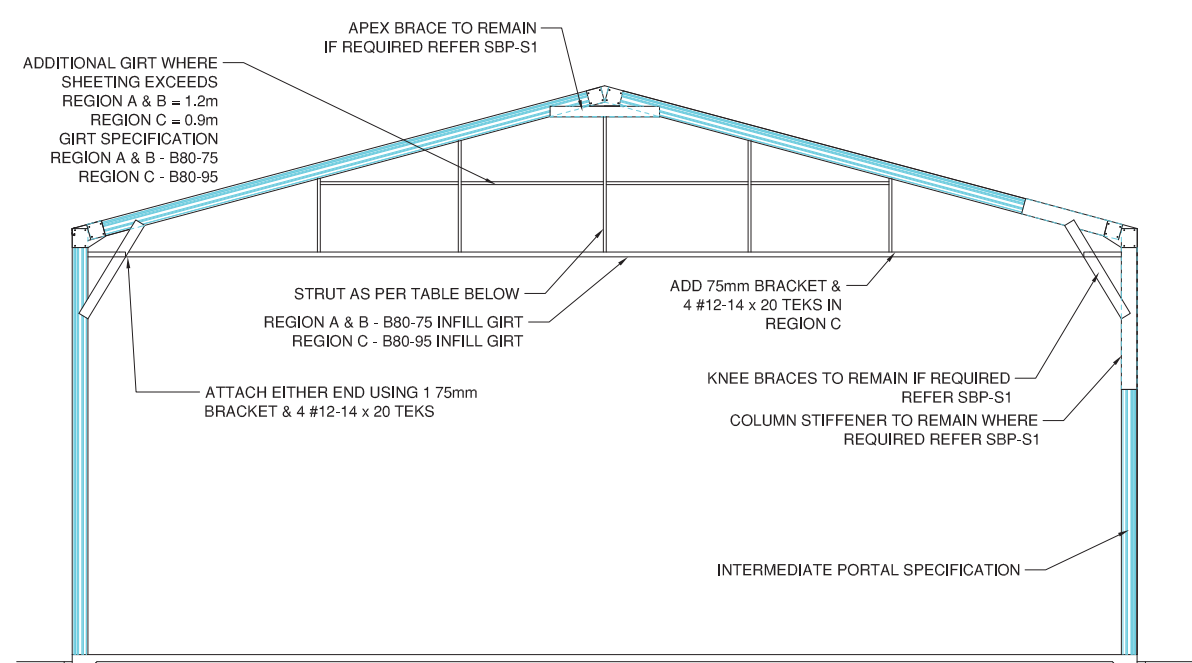 APEX BRACE TO REMAIN
IF REQUIRED REFER SBP-S1
ADDITIONAL GIRT WHERE
SHEETING EXCEEDS
REGION A & B = 1.2m
REGION C = 0.9m
GIRT SPECIFICATION
REGION A & B - B80-75
REGION C - B80-95
STRUT AS PER TABLE BELOW
REGION A & B - B80-75 INFILL GIRT
REGION C - B80-95 INFILL GIRT
ADD 75mm BRACKET &
4 #12-14 x 20 TEKS IN
REGION C
ATTACH EITHER END USING 1 75mm
BRACKET & 4 #12-14 x 20 TEKS
KNEE BRACES TO REMAIN IF REQUIRED
REFER SBP-S1
COLUMN STIFFENER TO REMAIN WHERE
REQUIRED REFER SBP-S1
INTERMEDIATE PORTAL SPECIFICATION